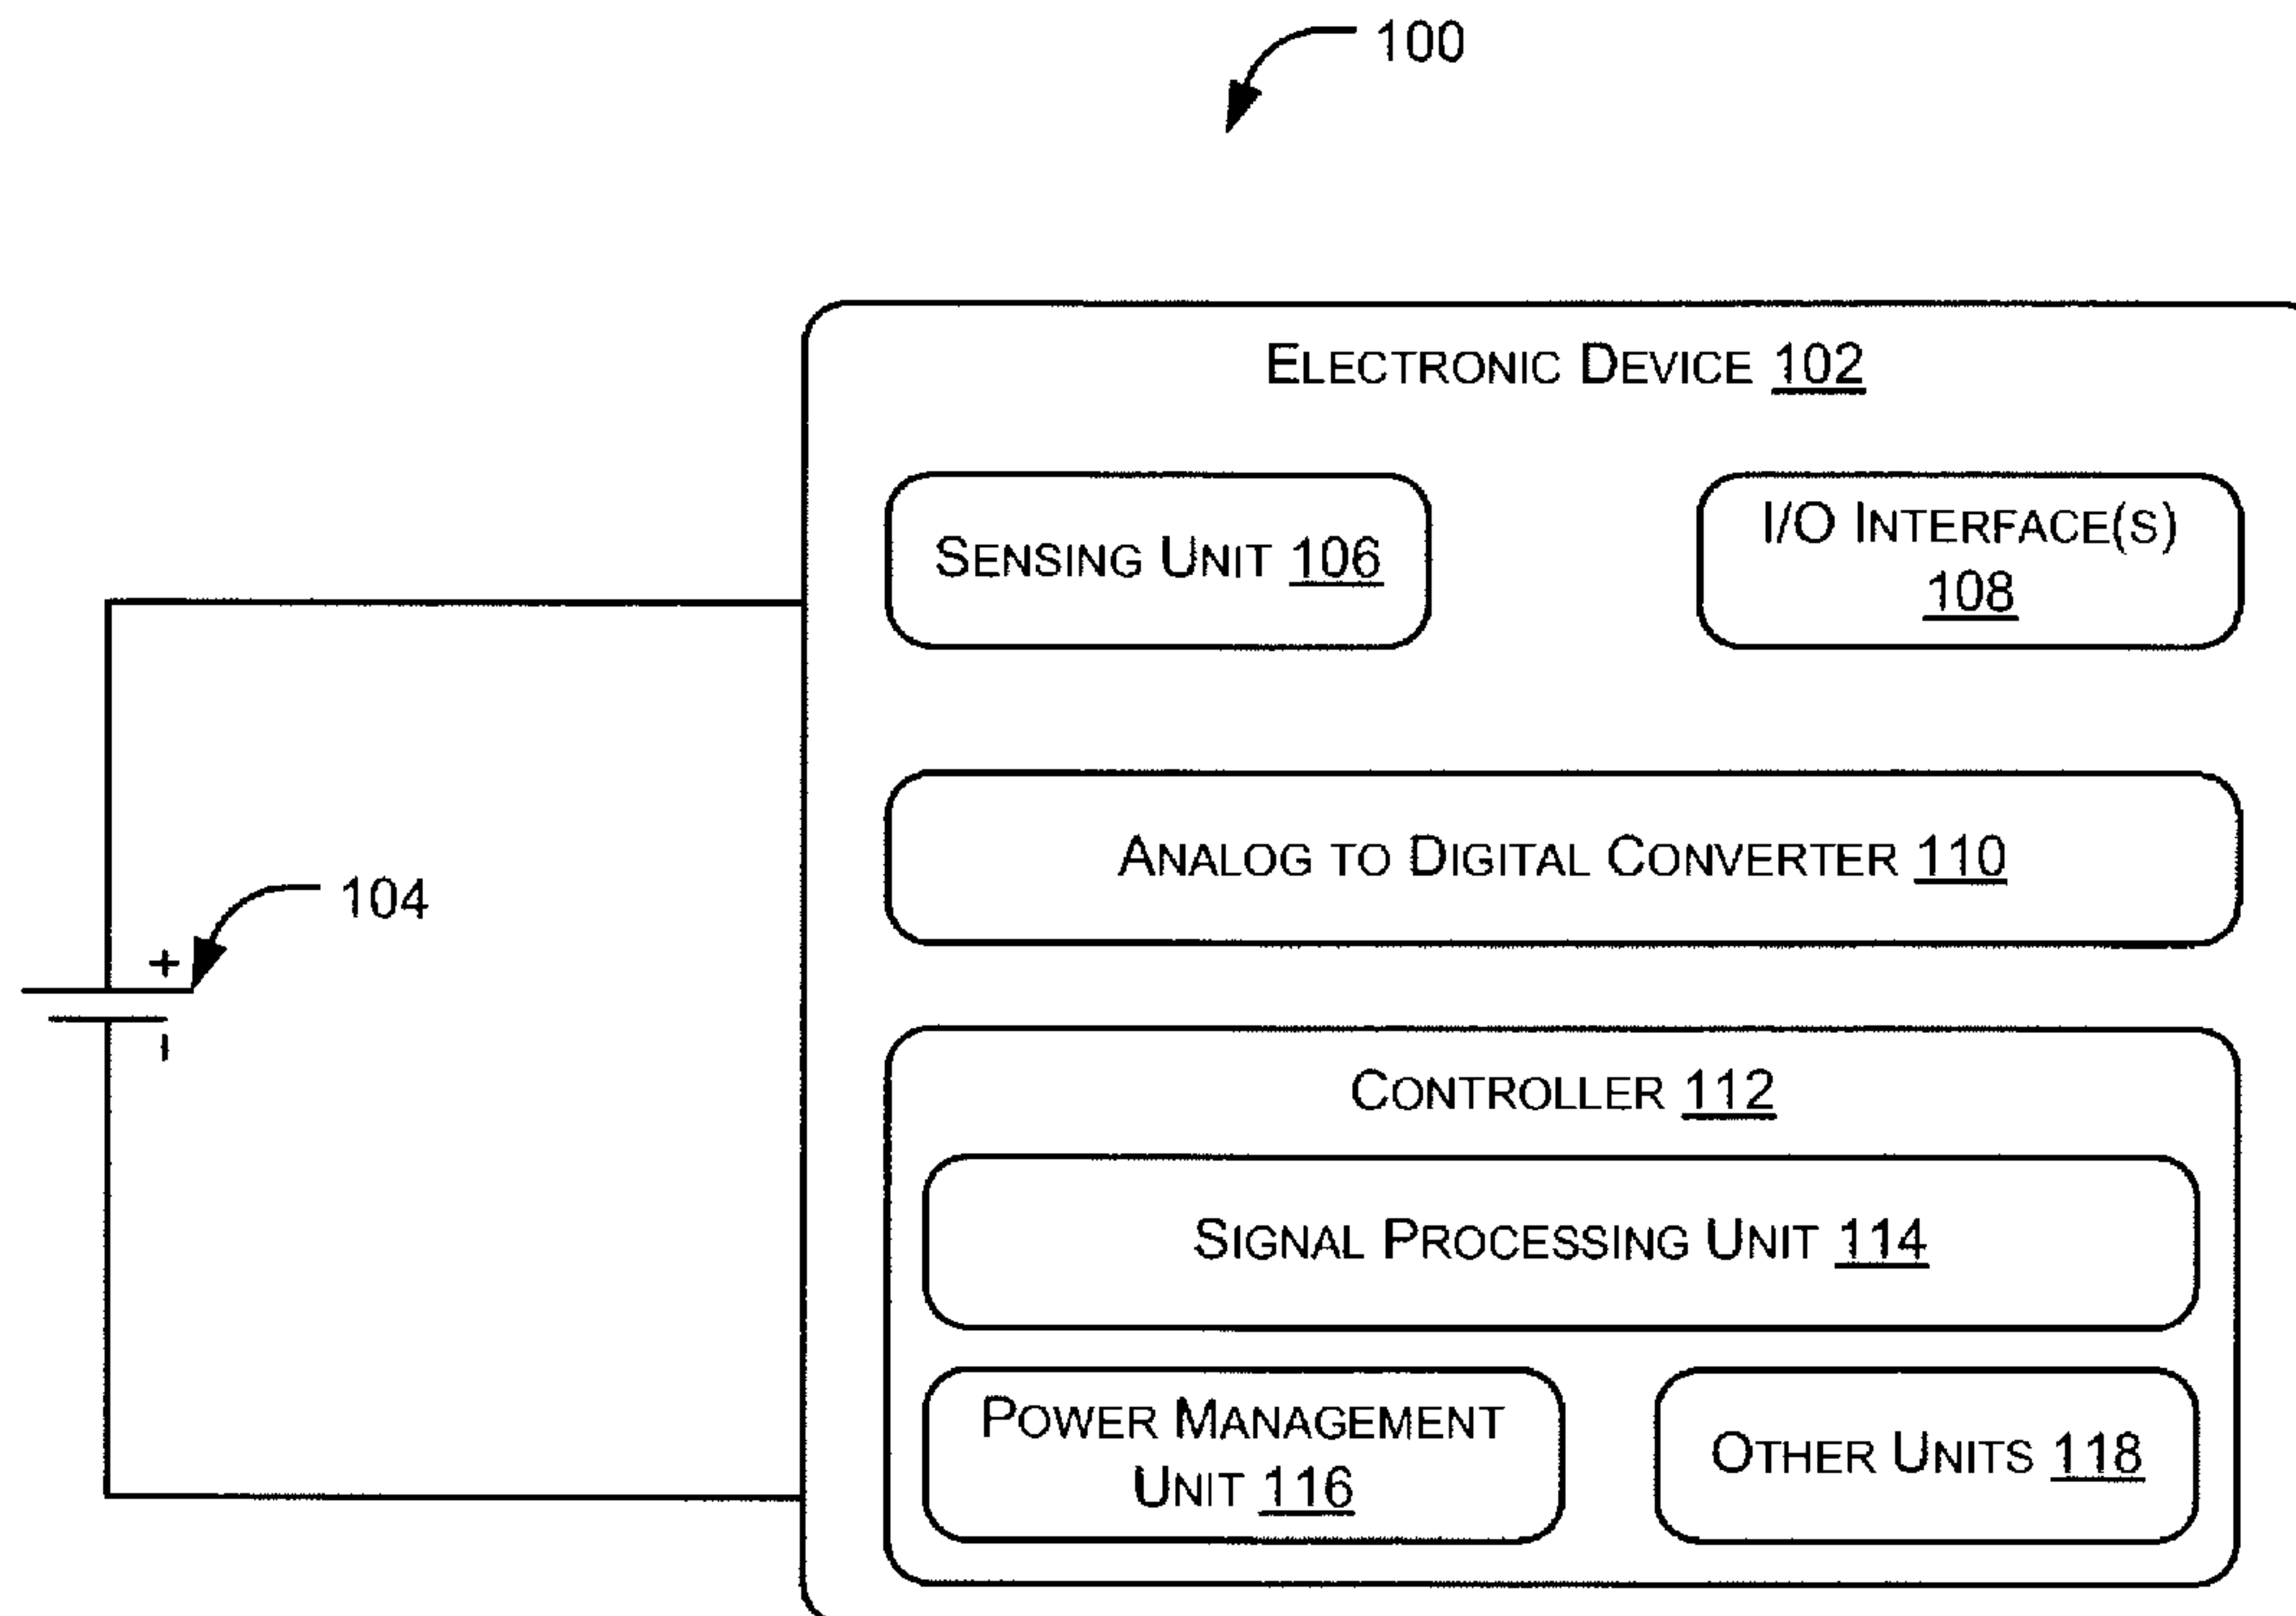 100
ELECTRONIC DEVICE 102
SENSING UNIT 106
I/O INTERFACE(S)
108
ANALOG TO DIGITAL CONVERTER 110
104
+
-
CONTROLLER 112
SIGNAL PROCESSING UNIT 114
POWER MANAGEMENT
UNIT 116
OTHER UNITS 118